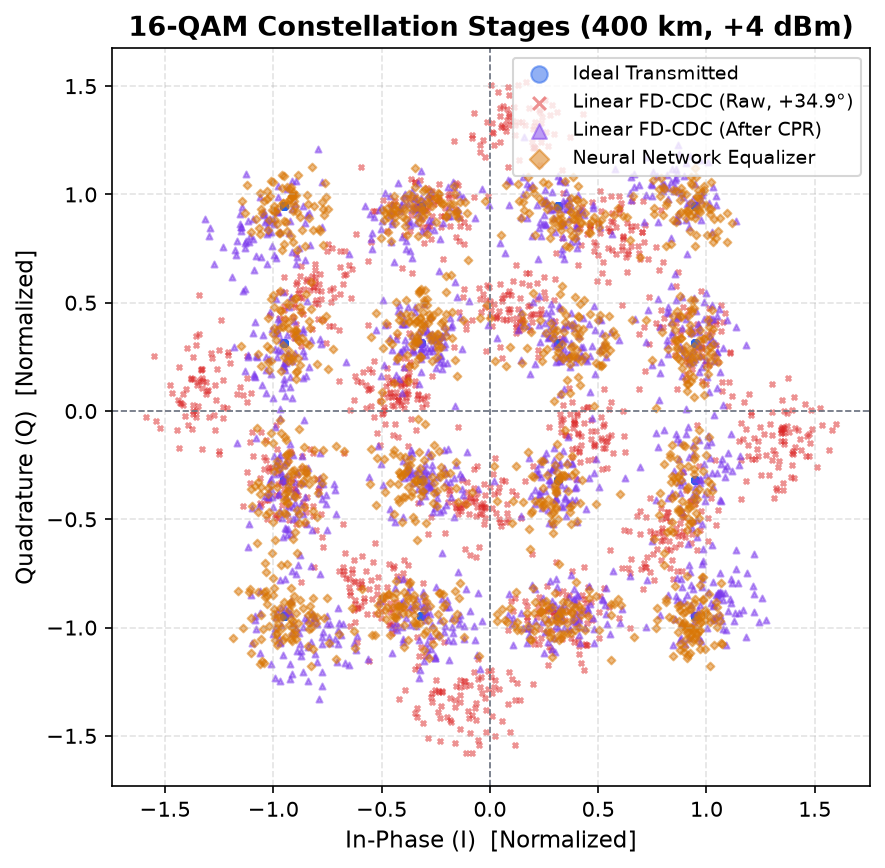 16-QAM Constellation Stages (400 km, +4 dBm)
Ideal Transmitted
Linear FD-CDC (Raw, +34.9°)
Linear FD-CDC (After CPR)
Neural Network Equalizer
Quadrature (Q)  [Normalized]
1.5
1.0
0.5
0.0
−0.5
−1.0
−1.5
−1.5 −1.0 −0.5 0.0 0.5 1.0 1.5
In-Phase (I)  [Normalized]